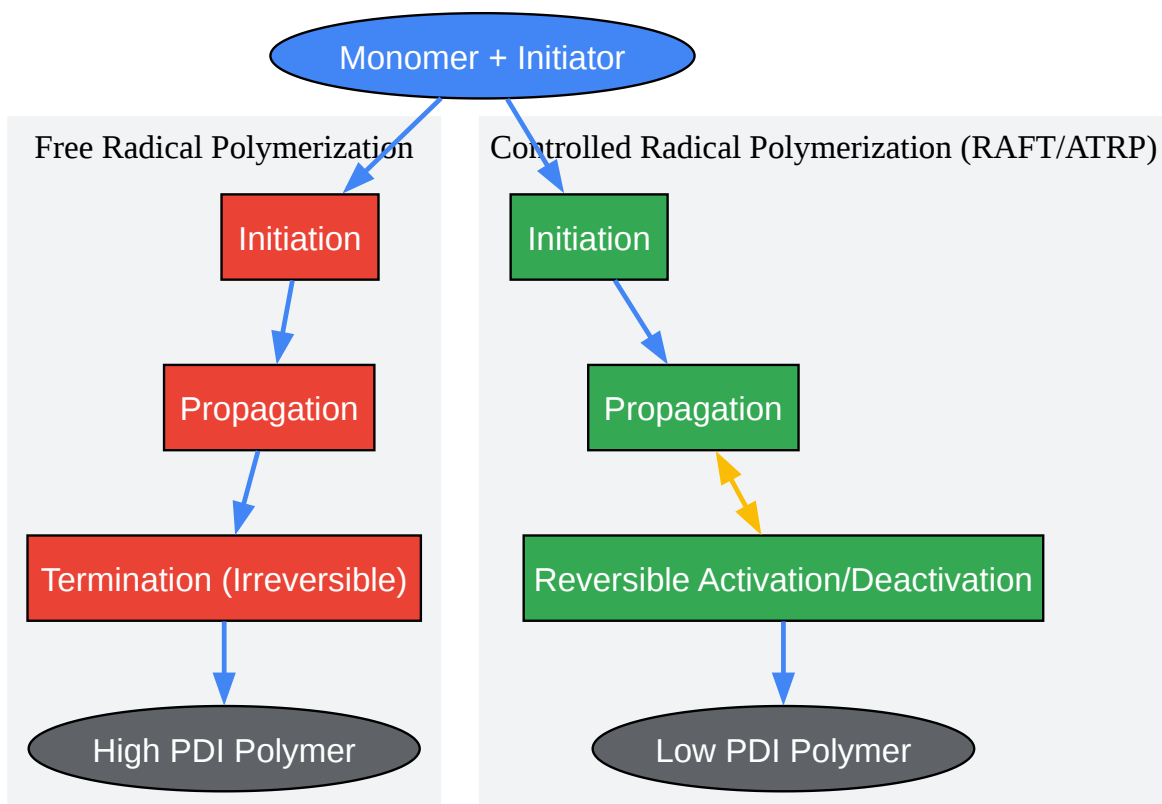 Monomer + Initiator
Free Radical Polymerization
Initiation
Propagation
Termination (Irreversible)
High PDI Polymer
Controlled Radical Polymerization (RAFT/ATRP)
Initiation
Propagation
Reversible Activation/Deactivation
Low PDI Polymer